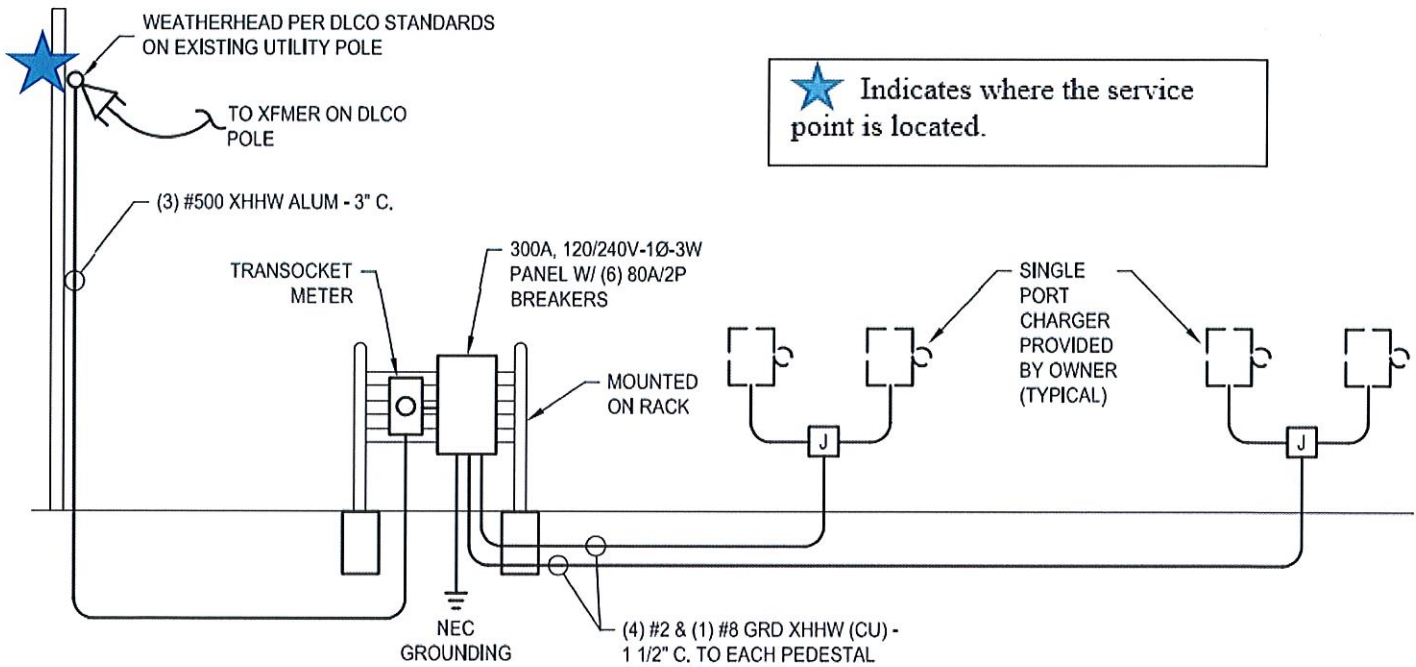 WEATHERHEAD PER DLCO STANDARDS
ON EXISTING UTILITY POLE
TO XFMER ON DLCO
POLE
Indicates where the service
point is located.
(3) #500 XHHW ALUM - 3" C.
TRANSOCKET
METER
300A, 120/240V-1Ø-3W
PANEL W/ (6) 80A/2P
BREAKERS
MOUNTED
ON RACK
SINGLE
PORT
CHARGER
PROVIDED
BY OWNER
(TYPICAL)
J
J
NEC
GROUNDING
(4) #2 & (1) #8 GRD XHHW (CU) -
1 1/2" C. TO EACH PEDESTAL